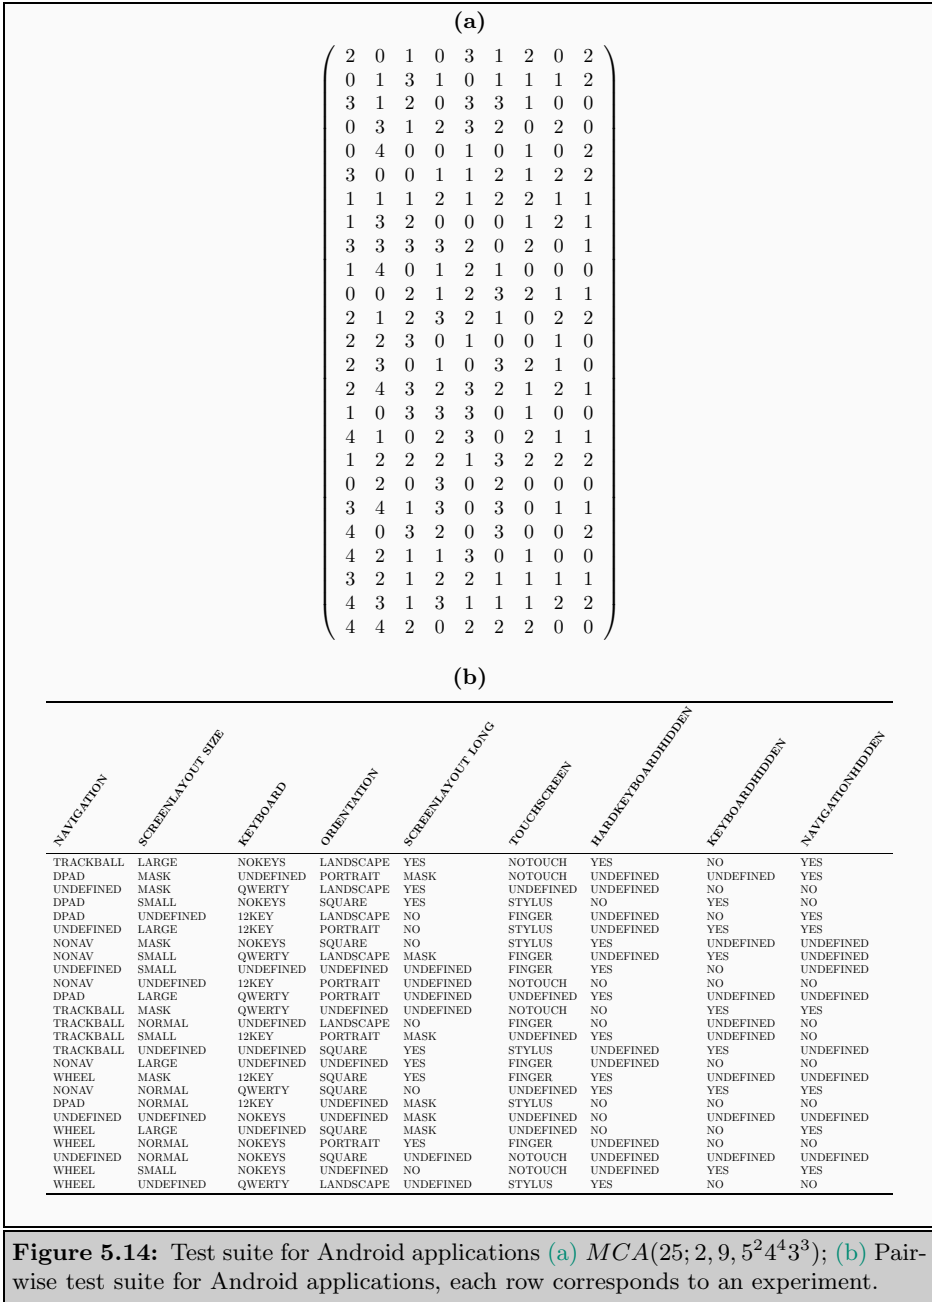 (a)
2 0 1 0 3 1 2 0 2
0 1 3 1 0 1 1 1 2
3 1 2 0 3 3 1 0 0
0 3 1 2 3 2 0 2 0
0 4 0 0 1 0 1 0 2
3 0 0 1 1 2 1 2 2
1 1 1 2 1 2 2 1 1
1 3 2 0 0 0 1 2 1
3 3 3 3 2 0 2 0 1
1 4 0 1 2 1 0 0 0
0 0 2 1 2 3 2 1 1
2 1 2 3 2 1 0 2 2
2 2 3 0 1 0 0 1 0
2 3 0 1 0 3 2 1 0
2 4 3 2 3 2 1 2 1
1 0 3 3 3 0 1 0 0
4 1 0 2 3 0 2 1 1
1 2 2 2 1 3 2 2 2
0 2 0 3 0 2 0 0 0
3 4 1 3 0 3 0 1 1
4 0 3 2 0 3 0 0 2
4 2 1 1 3 0 1 0 0
3 2 1 2 2 1 1 1 1
4 3 1 3 1 1 1 2 2
4 4 2 0 2 2 2 0 0
(b)
NAVIGATION SCREENLAYOUT SIZE KEYBOARD ORIENTATION SCREENLAYOUT LONG TOUCHSCREEN HARDKEYBOARDHIDDEN KEYBOARDHIDDEN NAVIGATIONHIDDEN
TRACKBALL LARGE NOKEYS LANDSCAPE YES NOTOUCH YES NO YES
DPAD MASK UNDEFINED PORTRAIT MASK NOTOUCH UNDEFINED UNDEFINED YES
UNDEFINED MASK QWERTY LANDSCAPE YES UNDEFINED UNDEFINED NO NO
DPAD SMALL NOKEYS SQUARE YES STYLUS NO YES NO
DPAD UNDEFINED 12KEY LANDSCAPE NO FINGER UNDEFINED NO YES
UNDEFINED LARGE 12KEY PORTRAIT NO STYLUS UNDEFINED YES YES
NONAV MASK NOKEYS SQUARE NO STYLUS YES UNDEFINED UNDEFINED
NONAV SMALL QWERTY LANDSCAPE MASK FINGER UNDEFINED YES UNDEFINED
UNDEFINED SMALL UNDEFINED UNDEFINED UNDEFINED FINGER YES NO UNDEFINED
NONAV UNDEFINED 12KEY PORTRAIT UNDEFINED NOTOUCH NO NO NO
DPAD LARGE QWERTY PORTRAIT UNDEFINED UNDEFINED YES UNDEFINED UNDEFINED
TRACKBALL MASK QWERTY UNDEFINED UNDEFINED NOTOUCH NO YES YES
TRACKBALL NORMAL UNDEFINED LANDSCAPE NO FINGER NO UNDEFINED NO
TRACKBALL SMALL 12KEY PORTRAIT MASK UNDEFINED YES UNDEFINED NO
TRACKBALL UNDEFINED UNDEFINED SQUARE YES STYLUS UNDEFINED YES UNDEFINED
NONAV LARGE UNDEFINED UNDEFINED YES FINGER UNDEFINED NO NO
WHEEL MASK 12KEY SQUARE YES FINGER YES UNDEFINED UNDEFINED
NONAV NORMAL QWERTY SQUARE NO UNDEFINED YES YES YES
DPAD NORMAL 12KEY UNDEFINED MASK STYLUS NO NO NO
UNDEFINED UNDEFINED NOKEYS UNDEFINED MASK UNDEFINED NO UNDEFINED UNDEFINED
WHEEL LARGE UNDEFINED SQUARE MASK UNDEFINED NO NO YES
WHEEL NORMAL NOKEYS PORTRAIT YES FINGER UNDEFINED NO NO
UNDEFINED NORMAL NOKEYS SQUARE UNDEFINED NOTOUCH UNDEFINED UNDEFINED UNDEFINED
WHEEL SMALL NOKEYS UNDEFINED NO NOTOUCH UNDEFINED YES YES
WHEEL UNDEFINED QWERTY LANDSCAPE UNDEFINED STYLUS YES NO NO
Figure 5.14: Test suite for Android applications (a) MCA(25; 2, 9, 5²4⁴3³); (b) Pair-
wise test suite for Android applications, each row corresponds to an experiment.